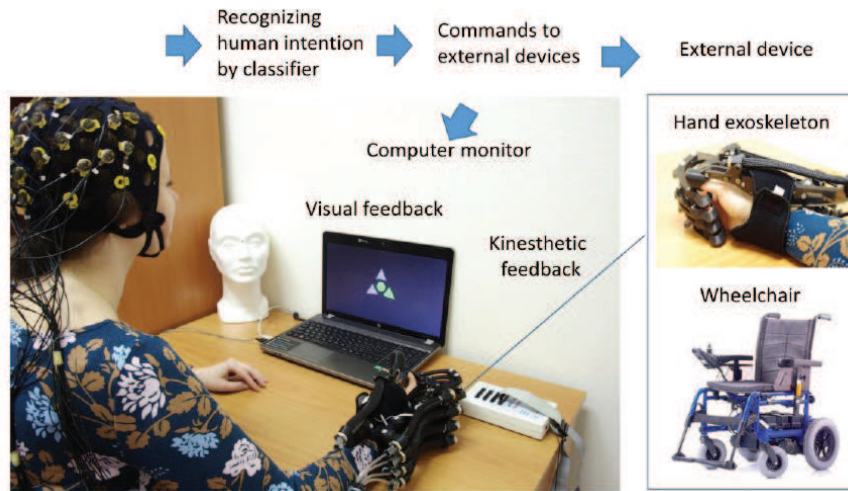 Recognizing
human intention
by classifier
Commands to
external devices
External device
Computer monitor
Visual feedback
Kinesthetic
feedback
Hand exoskeleton
Wheelchair